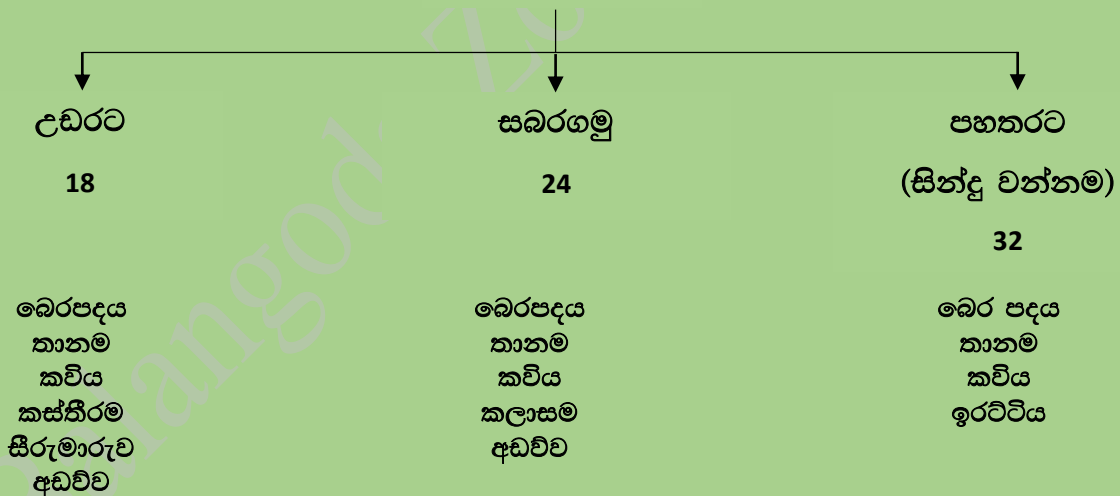 උඩරට
18
සබරගමු
24
පහතරට
(සින්දු වන්නම)
32
බෙරපදය
තානම
කවිය
කස්තිරම
සීරුමාරුව
අඩව්ව
බෙරපදය
තානම
කවිය
කලාසම
අඩව්ව
බෙර පදය
තානම
කවිය
ඉරට්ටිය